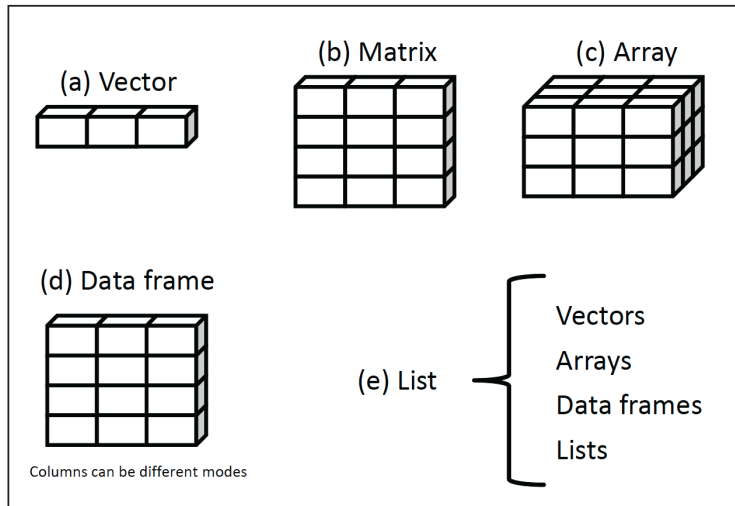 (a) Vector
(b) Matrix
(c) Array
(d) Data frame
Columns can be different modes
(e) List
Vectors
Arrays
Data frames
Lists